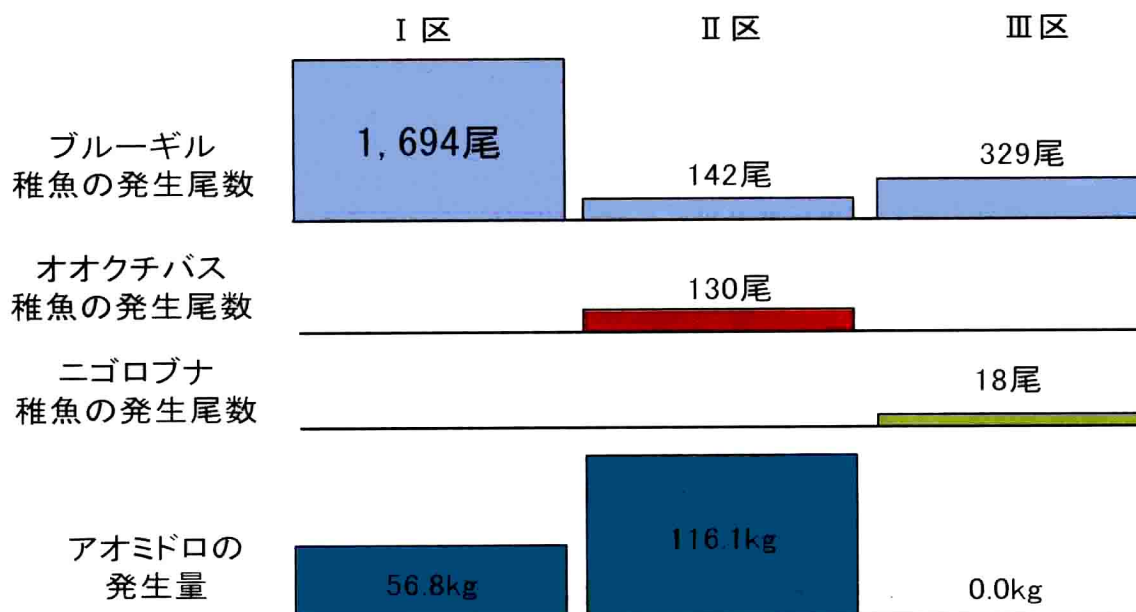 Ⅰ区 Ⅱ区 Ⅲ区
ブルーギル
稚魚の発生尾数
1,694尾
142尾
329尾
オオクチバス
稚魚の発生尾数
130尾
ニゴロブナ
稚魚の発生尾数
18尾
アオミドロの
発生量
56.8kg
116.1kg
0.0kg